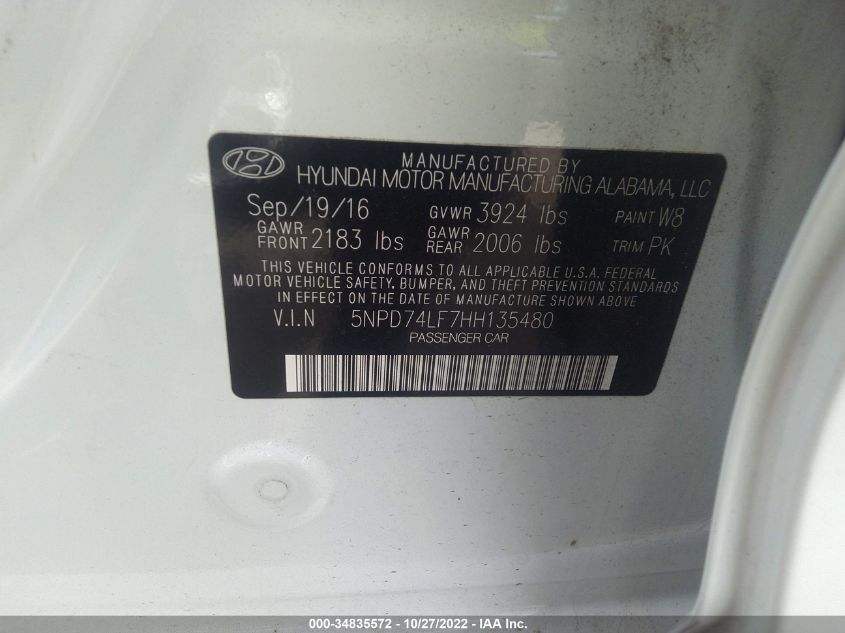 MANUFACTURED BY
HYUNDAI MOTOR MANUFACTURING ALABAMA, LLC
Sep/19/16 GVWR 3924 lbs PAINT W8
GAWR FRONT 2183 lbs GAWR REAR 2006 lbs TRIM PK
THIS VEHICLE CONFORMS TO ALL APPLICABLE U.S.A. FEDERAL
MOTOR VEHICLE SAFETY, BUMPER, AND THEFT PREVENTION STANDARDS
IN EFFECT ON THE DATE OF MANUFACTURE SHOWN ABOVE
V.I.N 5NPD74LF7HH135480
PASSENGER CAR
000-34835572 | 10/27/2022 - IAA Inc.